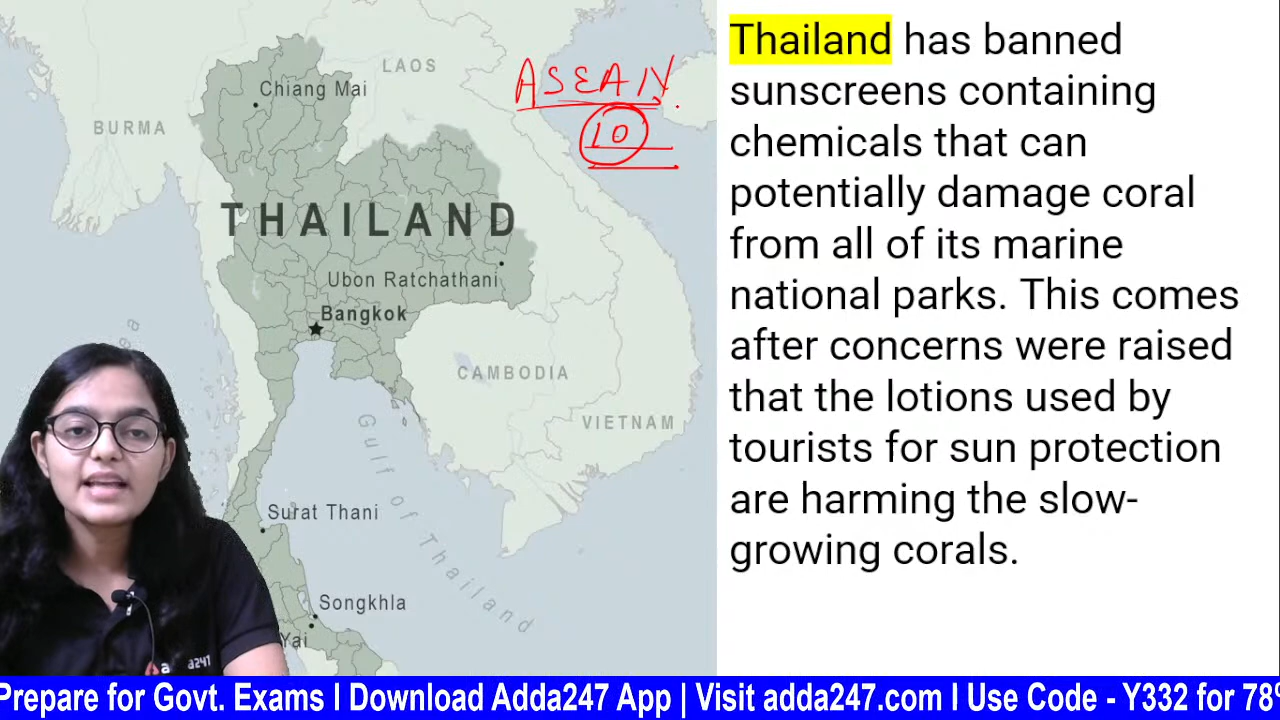 Thailand has banned
sunscreens containing
chemicals that can
potentially damage coral
from all of its marine
national parks. This comes
after concerns were raised
that the lotions used by
tourists for sun protection
are harming the slow-
growing corals.
ASEAN
10
LAOS
Chiang Mai
BURMA
THAILAND
Ubon Ratchathani
Bangkok
CAMBODIA
VIETNAM
Gulf of Thailand
Surat Thani
Songkhla
Yai
a247
Prepare for Govt. Exams I Download Adda247 App | Visit adda247.com I Use Code - Y332 for 78%